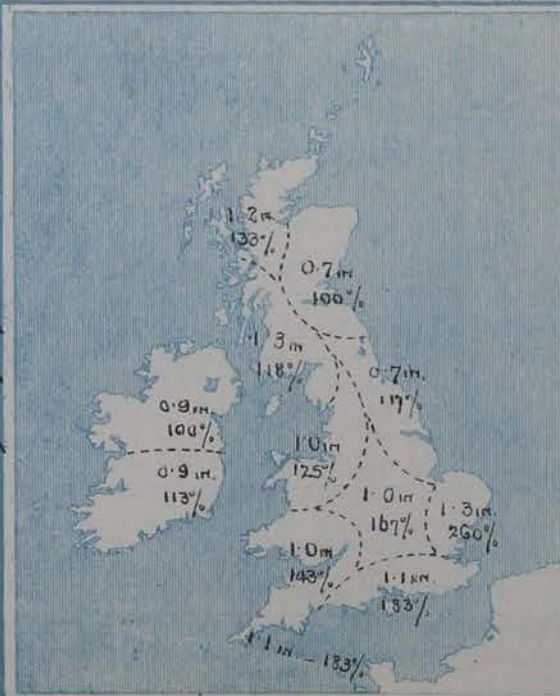 1·2 in
133%
0·7 in
100%
1·3 in
118%
0·7 in.
117%
0·9 in.
100%
0·9 in.
113%
1·0 in
125%
1·0 in
167%
1·3 in.
260%
1·0 in
143%
1·1 in.
183%
1·1 in. — 183%